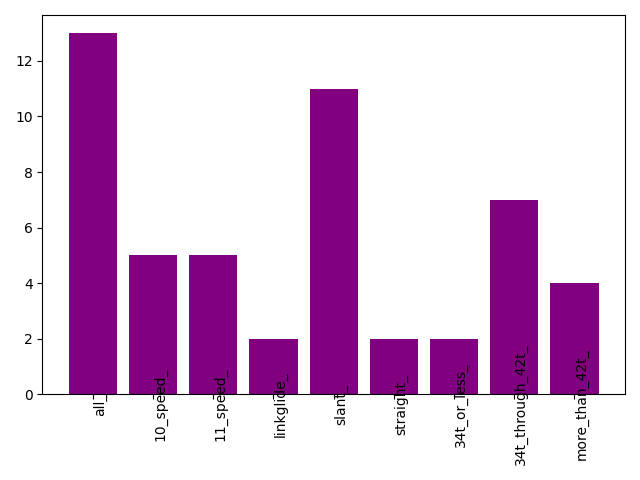 12
10
8
6
4
2
0
all_
10_speed_
11_speed_
linkglide_
slant_
straight_
34t_or_less_
34t_through_42t_
more_than_42t_